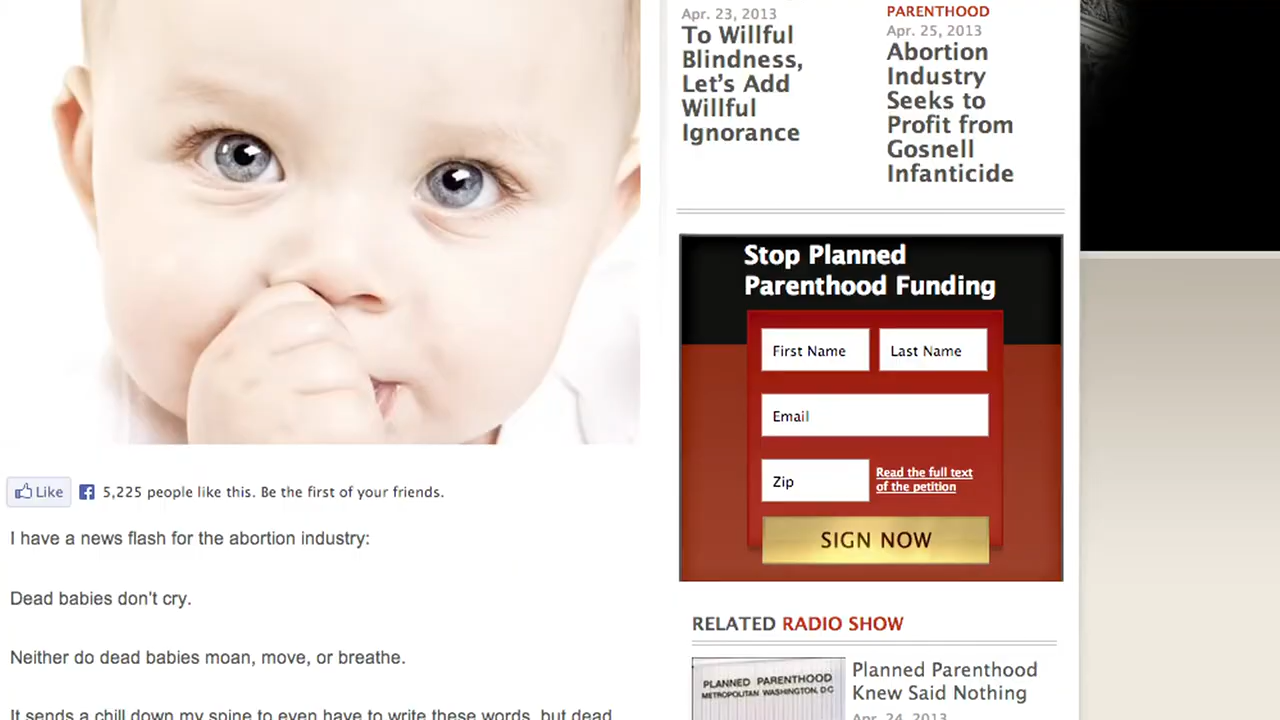 Apr. 23, 2013
To Willful
Blindness,
Let's Add
Willful
Ignorance
PARENTHOOD
Apr. 25, 2013
Abortion
Industry
Seeks to
Profit from
Gosnell
Infanticide
Stop Planned
Parenthood Funding
First Name
Last Name
Email
Zip
Read the full text
of the petition
SIGN NOW
Like
5,225 people like this. Be the first of your friends.
I have a news flash for the abortion industry:
Dead babies don't cry.
Neither do dead babies moan, move, or breathe.
It sends a chill down my spine to even have to write these words, but dead
RELATED RADIO SHOW
PLANNED PARENTHOOD
METROPOLITAN WASHINGTON, DC
Planned Parenthood
Knew Said Nothing
Apr. 24, 2013